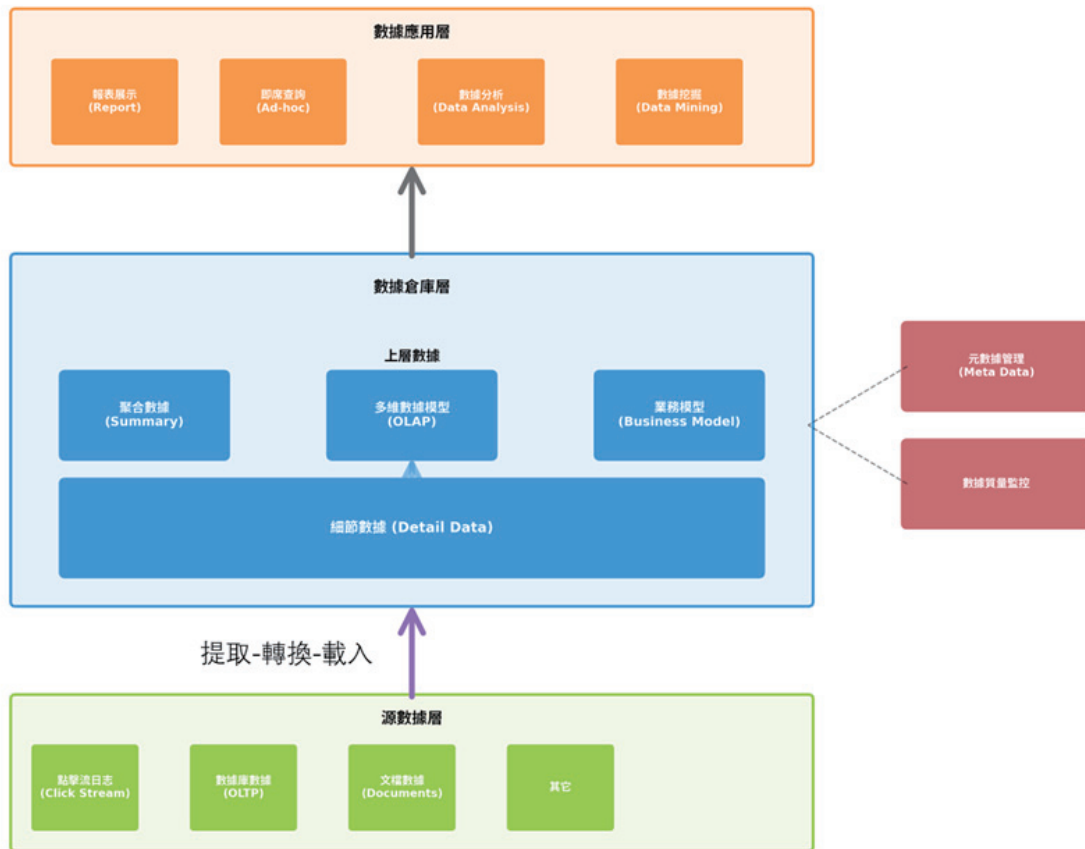 數據應用層
報表展示
(Report)
即席查詢
(Ad-hoc)
數據分析
(Data Analysis)
數據挖掘
(Data Mining)
數據倉庫層
上層數據
聚合數據
(Summary)
多維數據模型
(OLAP)
業務模型
(Business Model)
細節數據 (Detail Data)
元數據管理
(Meta Data)
數據質量監控
提取-轉換-載入
源數據層
點擊流日志
(Click Stream)
數據庫數據
(OLTP)
文檔數據
(Documents)
其它